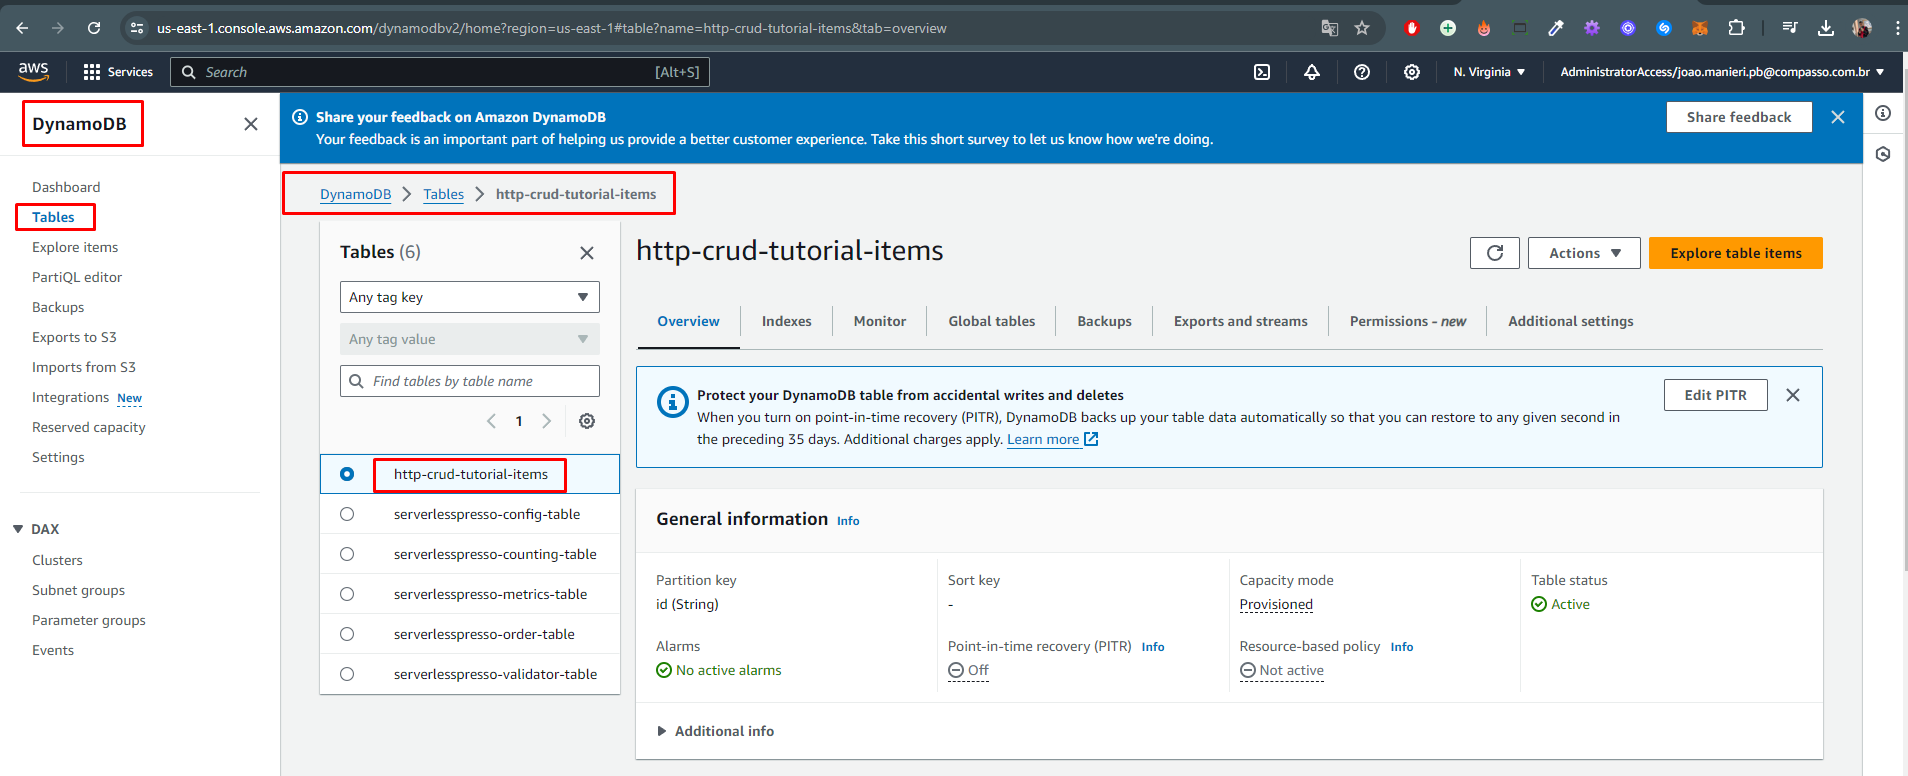 us-east-1.console.aws.amazon.com/dynamodbv2/home?region=us-east-1#table?name=http-crud-tutorial-items&tab=overview
aws
Services
Search
[Alt+S]
N. Virginia
AdministratorAccess/joao.manieri.pb@compasso.com.br
DynamoDB
Dashboard
Tables
Explore items
PartiQL editor
Backups
Exports to S3
Imports from S3
Integrations New
Reserved capacity
Settings
DAX
Clusters
Subnet groups
Parameter groups
Events
Share your feedback on Amazon DynamoDB
Your feedback is an important part of helping us provide a better customer experience. Take this short survey to let us know how we're doing.
Share feedback
DynamoDB > Tables > http-crud-tutorial-items
Tables (6)
Any tag key
Any tag value
Find tables by table name
1
http-crud-tutorial-items
serverlesspresso-config-table
serverlesspresso-counting-table
serverlesspresso-metrics-table
serverlesspresso-order-table
serverlesspresso-validator-table
http-crud-tutorial-items
Actions
Explore table items
Overview
Indexes
Monitor
Global tables
Backups
Exports and streams
Permissions - new
Additional settings
Protect your DynamoDB table from accidental writes and deletes
When you turn on point-in-time recovery (PITR), DynamoDB backs up your table data automatically so that you can restore to any given second in
the preceding 35 days. Additional charges apply. Learn more
Edit PITR
General information Info
Partition key
id (String)
Sort key
-
Capacity mode
Provisioned
Table status
Active
Alarms
No active alarms
Point-in-time recovery (PITR) Info
Off
Resource-based policy Info
Not active
Additional info